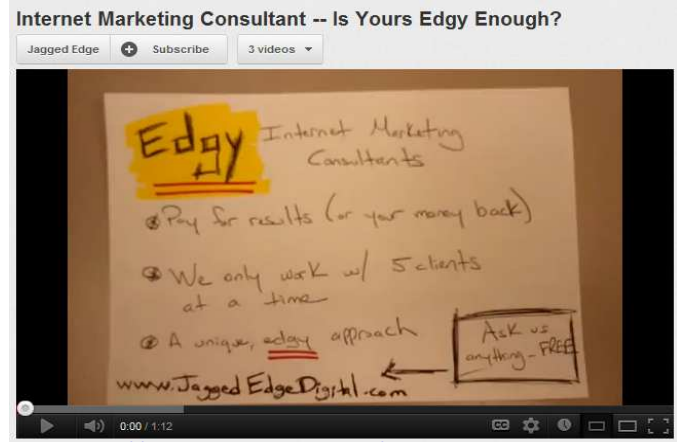 Internet Marketing Consultant -- Is Yours Edgy Enough?
Jagged Edge
Subscribe
3 videos
Edgy Internet Marketing
Consultants
Pay for results (or your money back)
We only work w/ 5 clients
at a time
A unique, edgy approach
Ask us
anything - FREE
www.JaggedEdgeDigital.com
0:00 / 1:12
CC